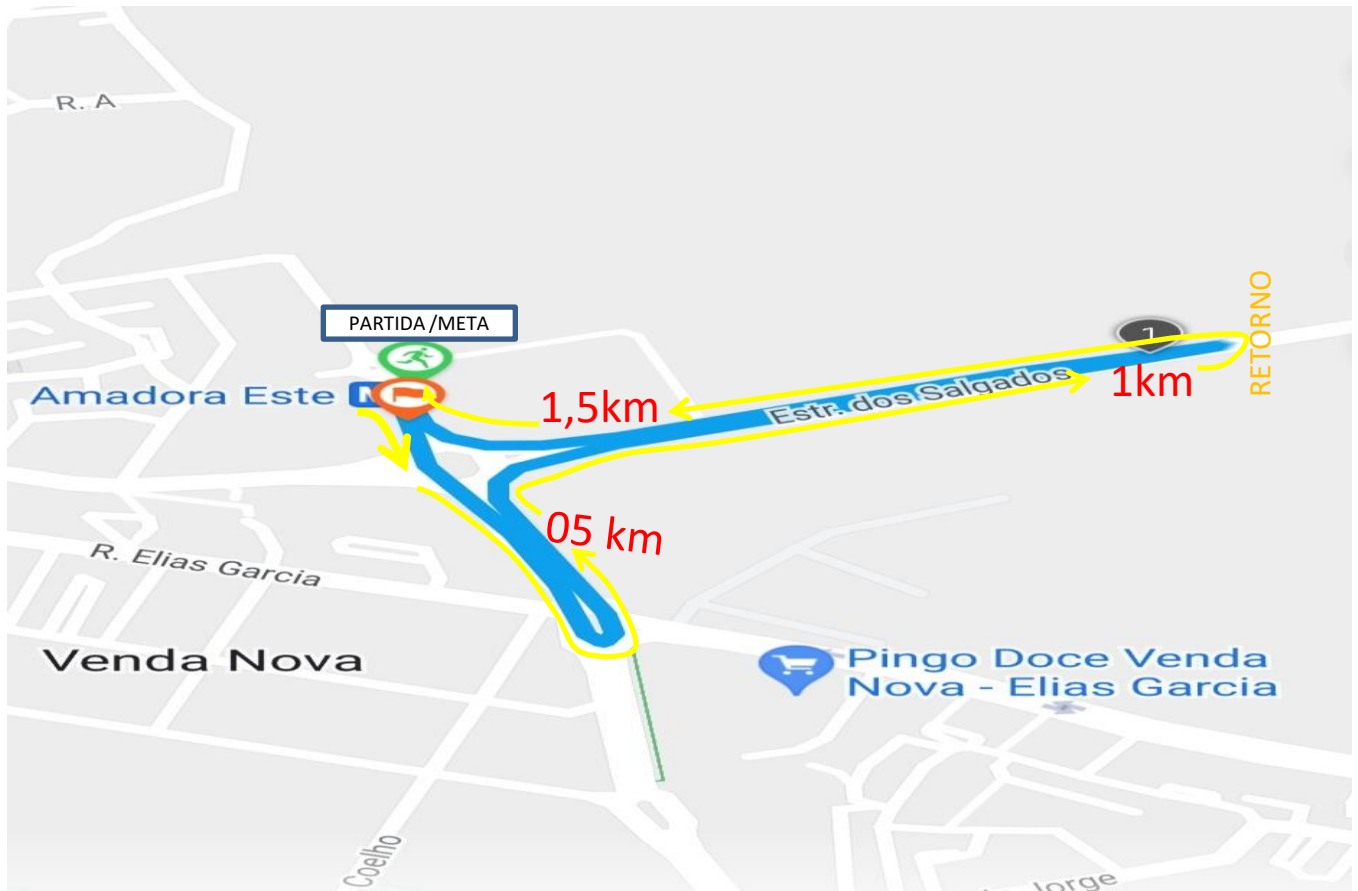 R. A
PARTIDA/META
Amadora Este
1,5km
Estr. dos Salgados
1
1km
RETORNO
05 km
R. Elias Garcia
Venda Nova
Pingo Doce Venda
Nova - Elias Garcia
Coelho
Jorge